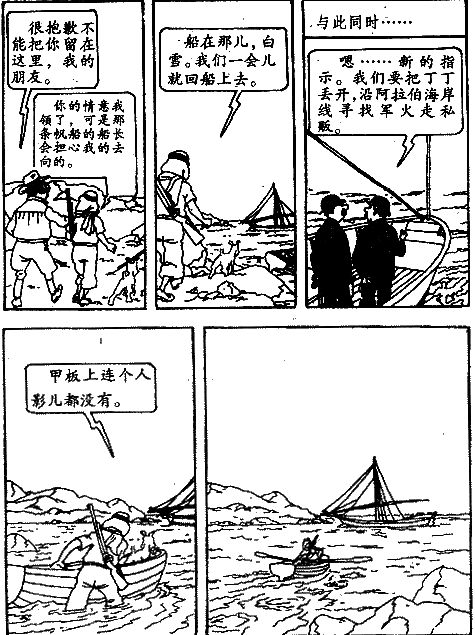 很抱歉不
能把你留在
这里，我的
朋友。
你的情意我
领了，可是那
条帆船的船长
会担心我的去
向的。
船在那儿，白
雪。我们一会儿
就回船上去。
与此同时……
嗯……新的指
示。我们要把丁丁
丢开，沿阿拉伯海岸
线寻找军火走私
贩。
甲板上连个人
影儿都没有。